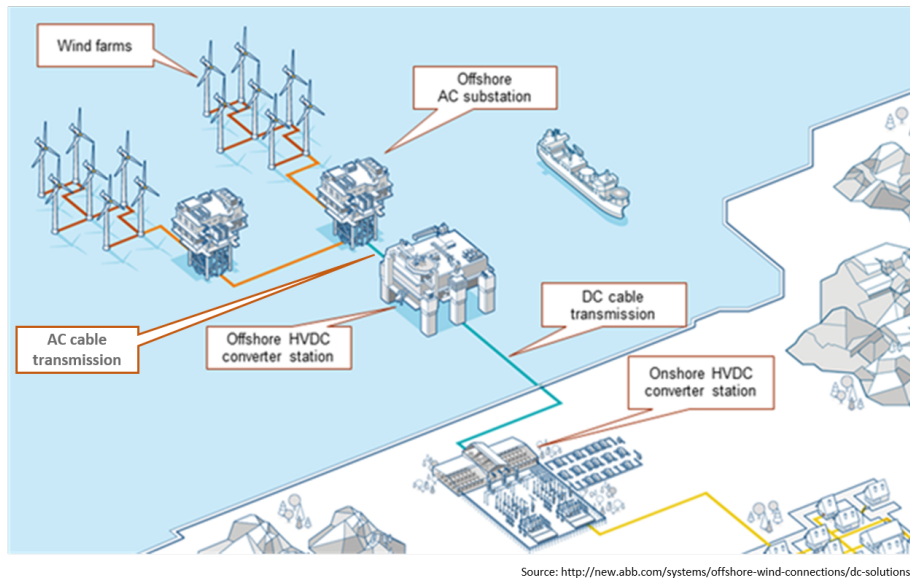 Wind farms
Offshore
AC substation
DC cable
transmission
AC cable
transmission
Offshore HVDC
converter station
Onshore HVDC
converter station
Source: http://new.abb.com/systems/offshore-wind-connections/dc-solutions